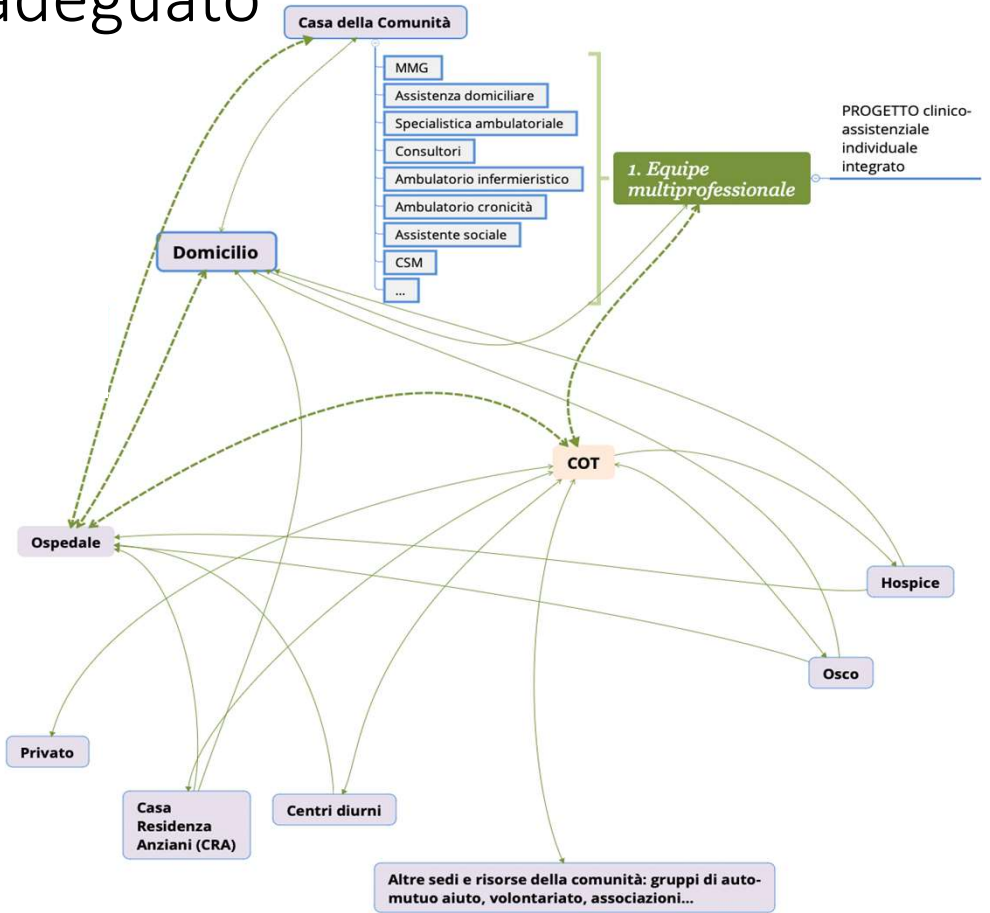 adeguato
Casa della Comunità
MMG
Assistenza domiciliare
Specialistica ambulatoriale
Consultori
Ambulatorio infermieristico
Ambulatorio cronicità
Assistente sociale
CSM
...
1. Equipe
multiprofessionale
PROGETTO clinico-
assistenziale
individuale
integrato
Domicilio
COT
Ospedale
Hospice
Osco
Privato
Casa
Residenza
Anziani (CRA)
Centri diurni
Altre sedi e risorse della comunità: gruppi di auto-
mutuo aiuto, volontariato, associazioni...